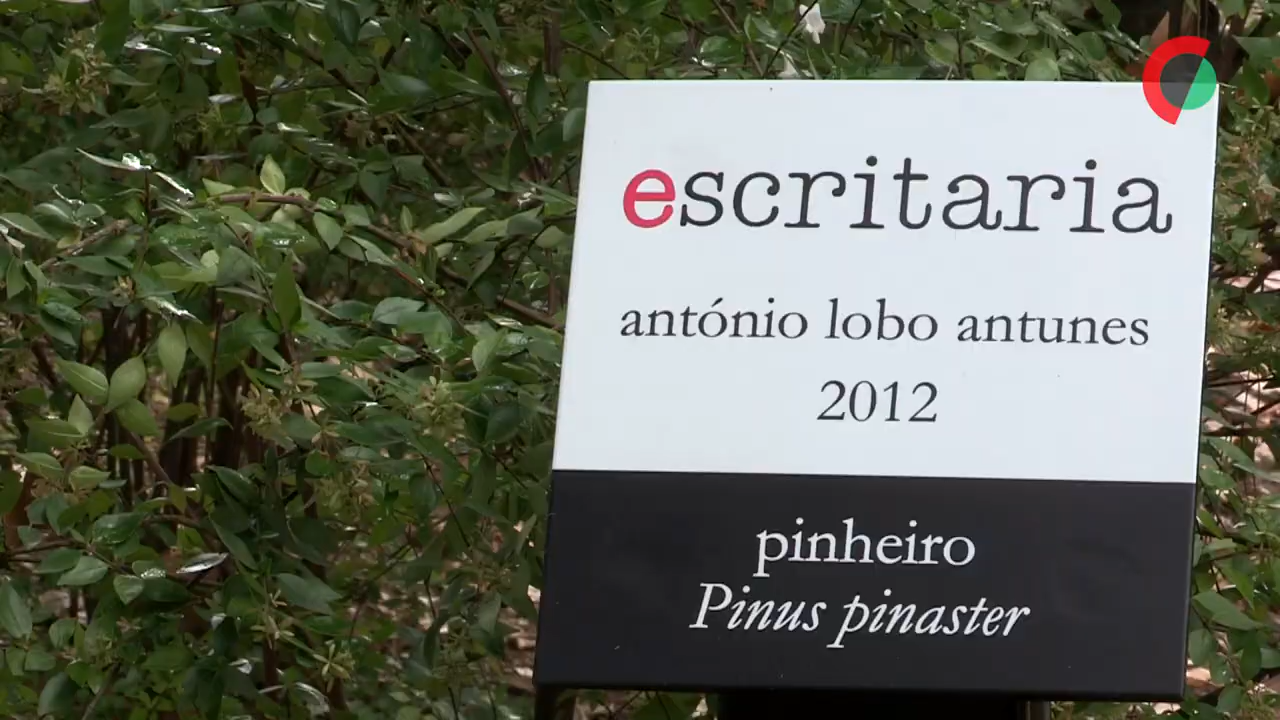 escritaria
antónio lobo antunes
2012
pinheiro
Pinus pinaster